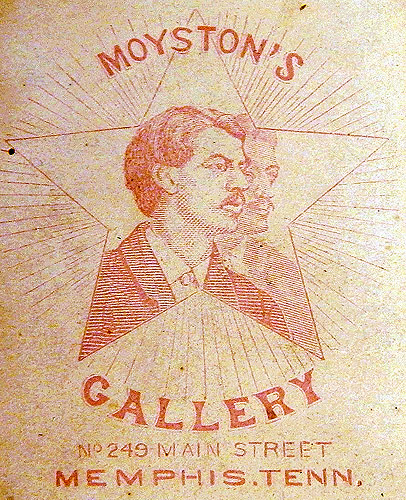 MOYSTON'S
GALLERY
No 249 MAIN STREET
MEMPHIS. TENN.